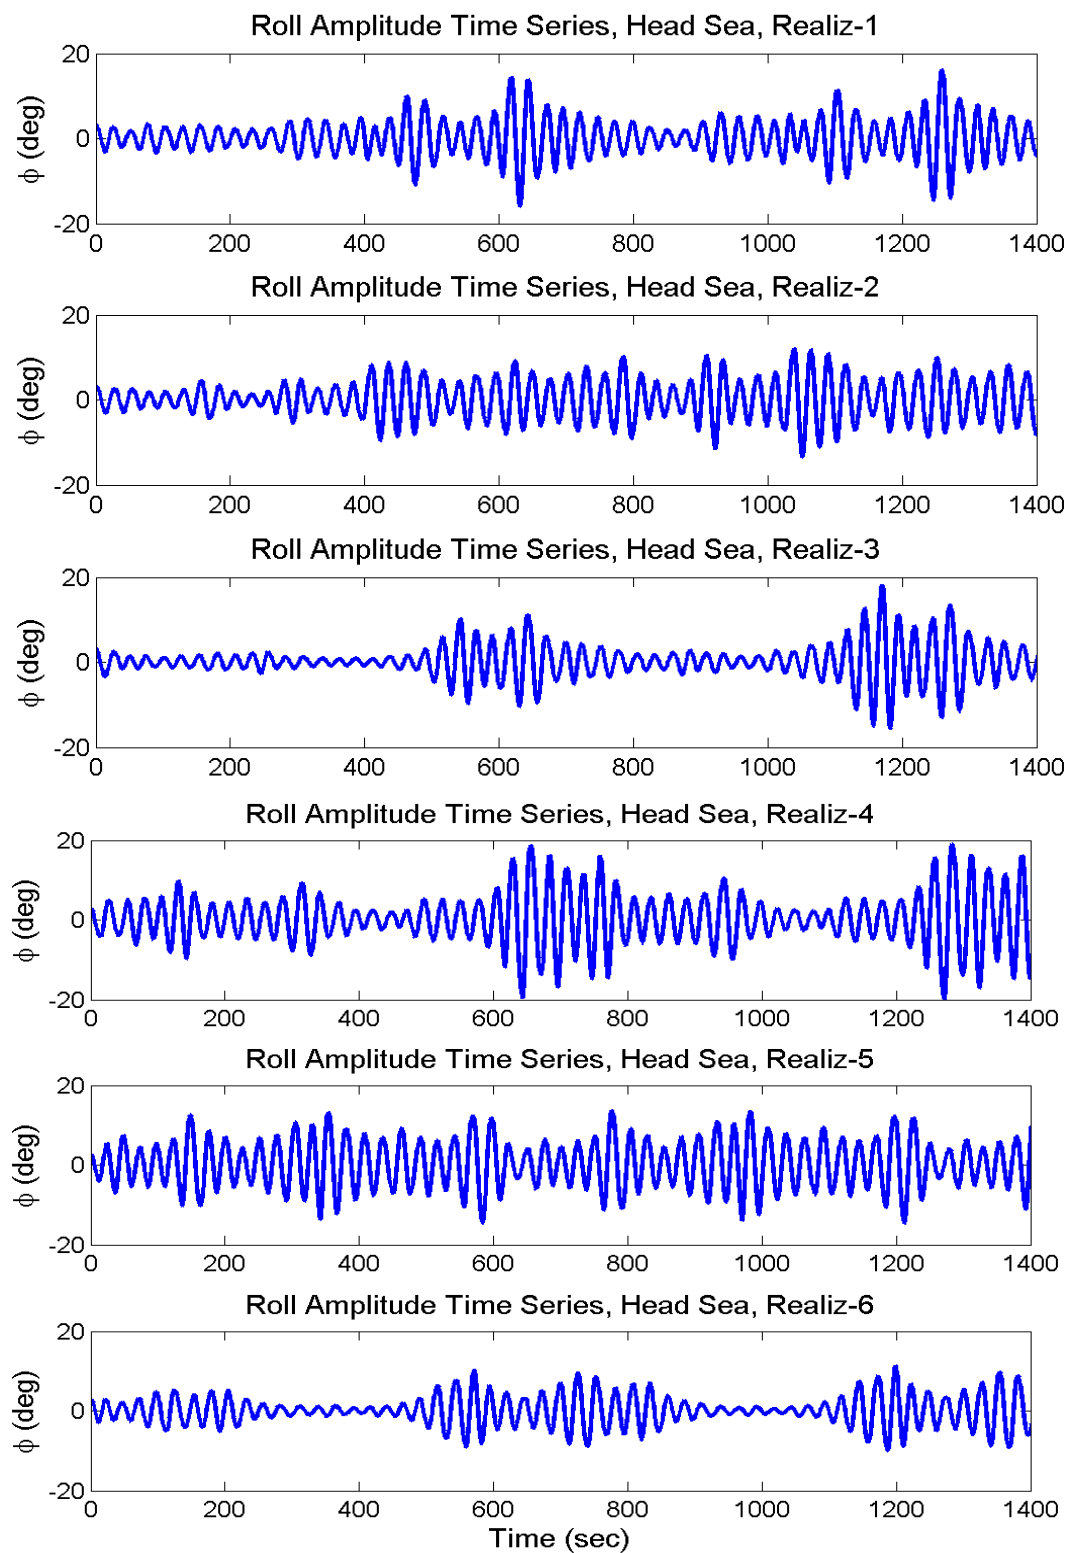 Roll Amplitude Time Series, Head Sea, Realiz-1
20
0
-20
ϕ (deg)
0 200 400 600 800 1000 1200 1400
Roll Amplitude Time Series, Head Sea, Realiz-2
20
0
-20
ϕ (deg)
0 200 400 600 800 1000 1200 1400
Roll Amplitude Time Series, Head Sea, Realiz-3
20
0
-20
ϕ (deg)
0 200 400 600 800 1000 1200 1400
Roll Amplitude Time Series, Head Sea, Realiz-4
20
0
-20
ϕ (deg)
0 200 400 600 800 1000 1200 1400
Roll Amplitude Time Series, Head Sea, Realiz-5
20
0
-20
ϕ (deg)
0 200 400 600 800 1000 1200 1400
Roll Amplitude Time Series, Head Sea, Realiz-6
20
0
-20
ϕ (deg)
0 200 400 600 800 1000 1200 1400
Time (sec)